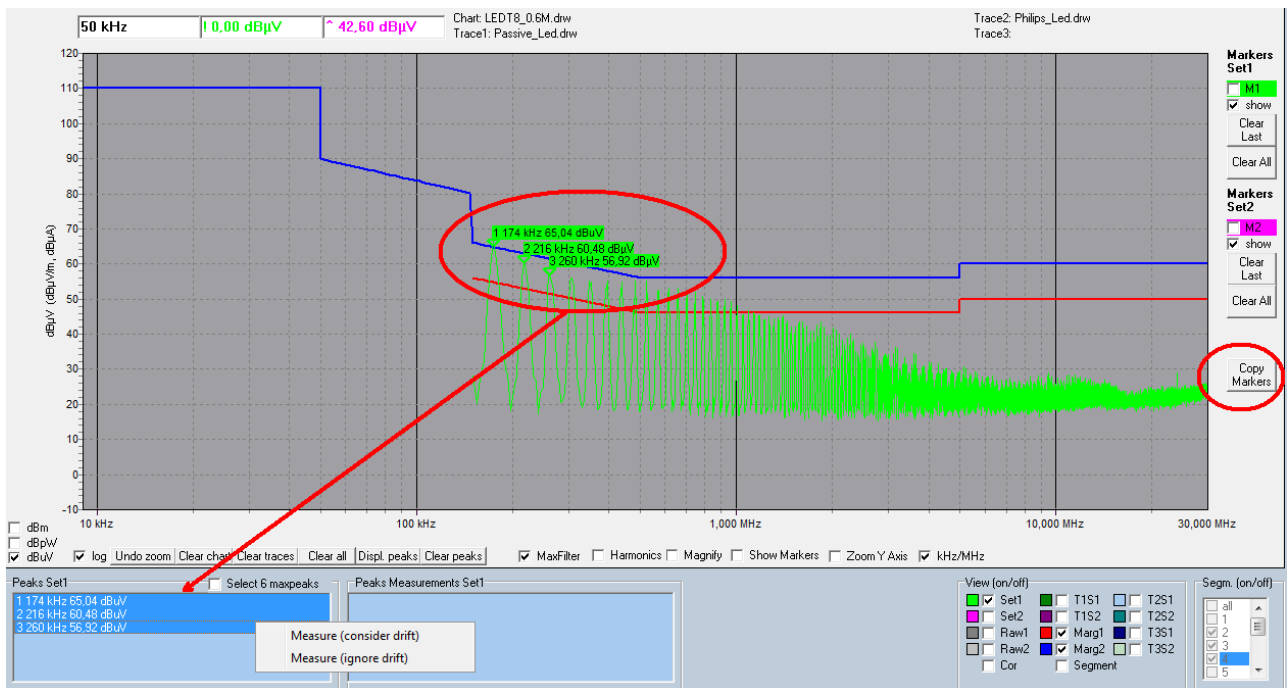 50 kHz
! 0,00 dBµV
^ 42,60 dBµV
Chart: LEDT8_0.6M.drw
Trace1: Passive_Led.drw
Trace2: Philips_Led.drw
Trace3:
dBµV (dBµV/m, dBµA)
120
110
100
90
80
70
60
50
40
30
20
10
0
-10
1 174 kHz 65,04 dBuV
2 216 kHz 60,48 dBµV
3 260 kHz 56,92 dBµV
10 kHz
100 kHz
1,000 MHz
10,000 MHz
30,000 MHz
Markers
Set1
M1
show
Clear
Last
Clear All
Markers
Set2
M2
show
Clear
Last
Clear All
Copy
Markers
dBm
dBpW
dBuV
log
Undo zoom
Clear chart
Clear traces
Clear all
Displ. peaks
Clear peaks
MaxFilter
Harmonics
Magnify
Show Markers
Zoom Y Axis
kHz/MHz
Peaks Set1
Select 6 maxpeaks
1 174 kHz 65,04 dBuV
2 216 kHz 60,48 dBuV
3 260 kHz 56,92 dBuV
Measure (consider drift)
Measure (ignore drift)
Peaks Measurements Set1
View (on/off)
Set1
T1S1
T2S1
Set2
T1S2
T2S2
Raw1
Marg1
T3S1
Raw2
Marg2
T3S2
Cor
Segment
Segm. (on/off)
all
1
2
3
4
5